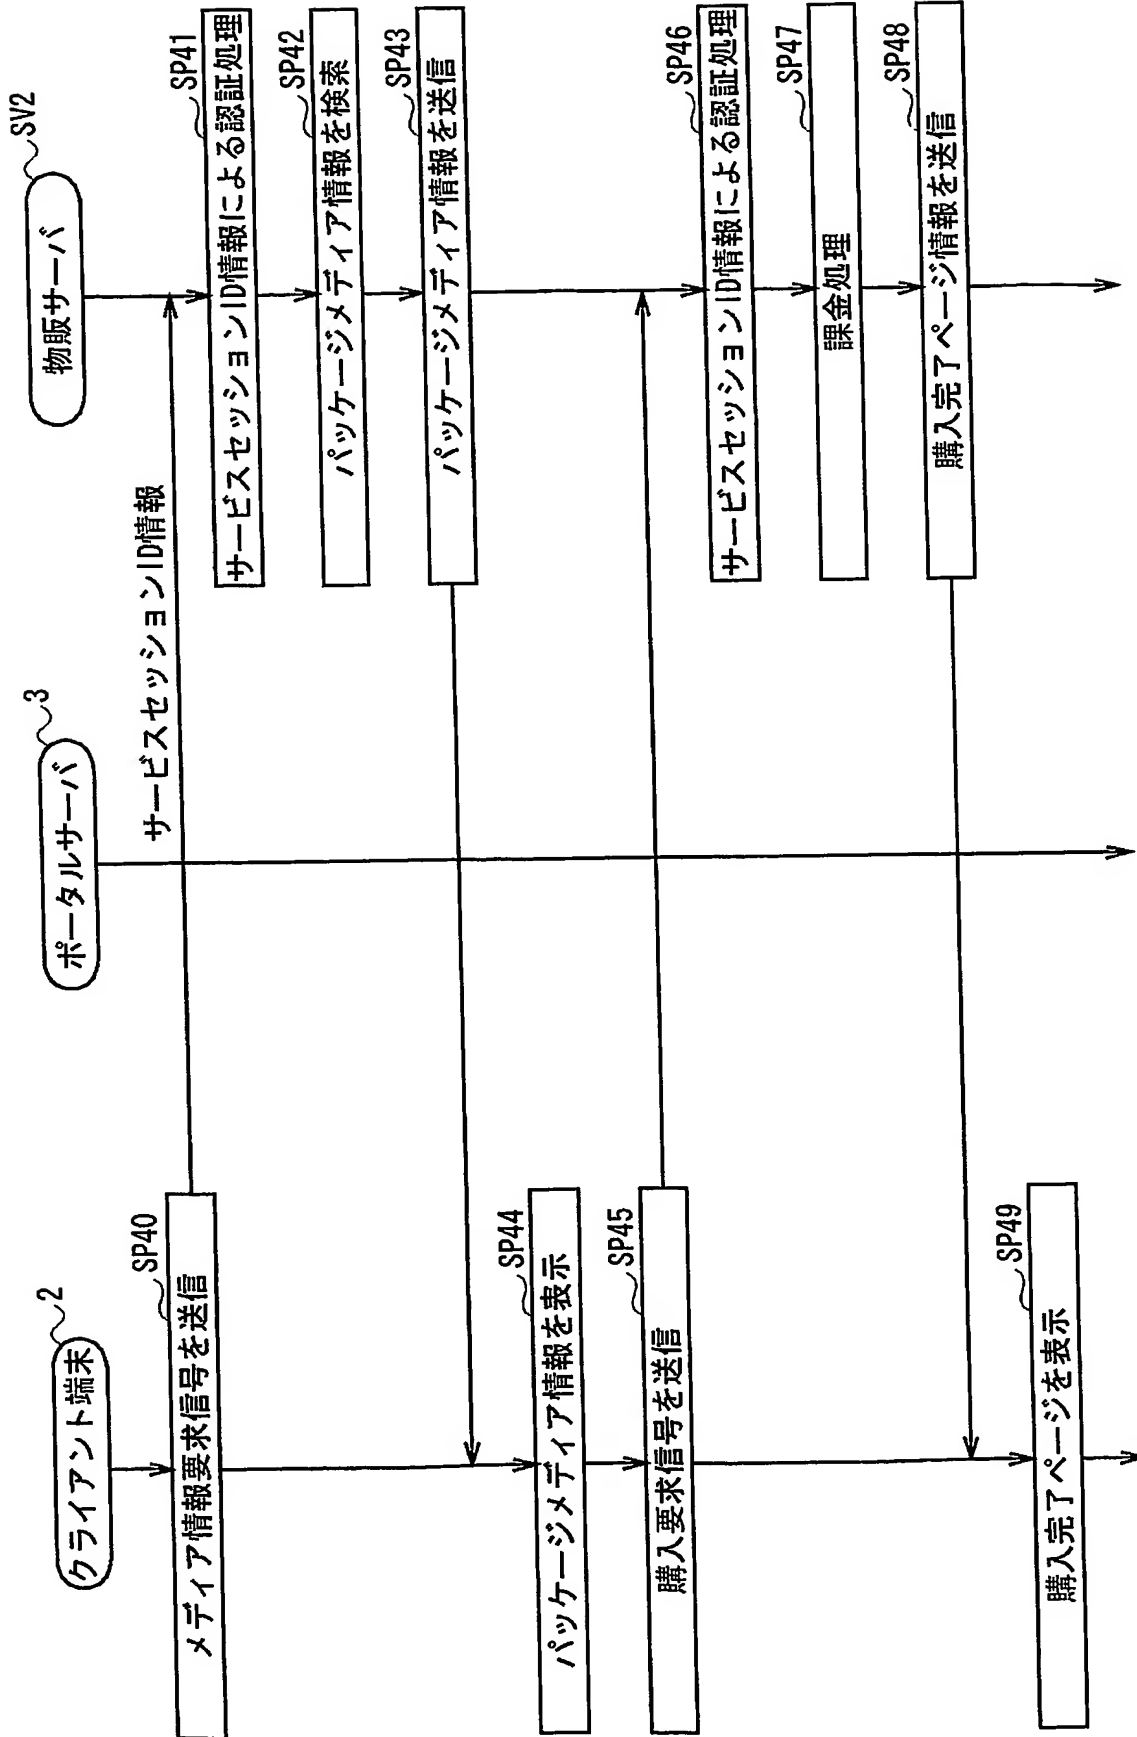 クライアント端末
2
ポータルサーバ
3
物販サーバ
SV2
SP40
メディア情報要求信号を送信
サービスセッションID情報
SP41
サービスセッションID情報による認証処理
SP42
パッケージメディア情報を検索
SP43
パッケージメディア情報を送信
SP44
パッケージメディア情報を表示
SP45
購入要求信号を送信
SP46
サービスセッションID情報による認証処理
SP47
課金処理
SP48
購入完了ページ情報を送信
SP49
購入完了ページを表示